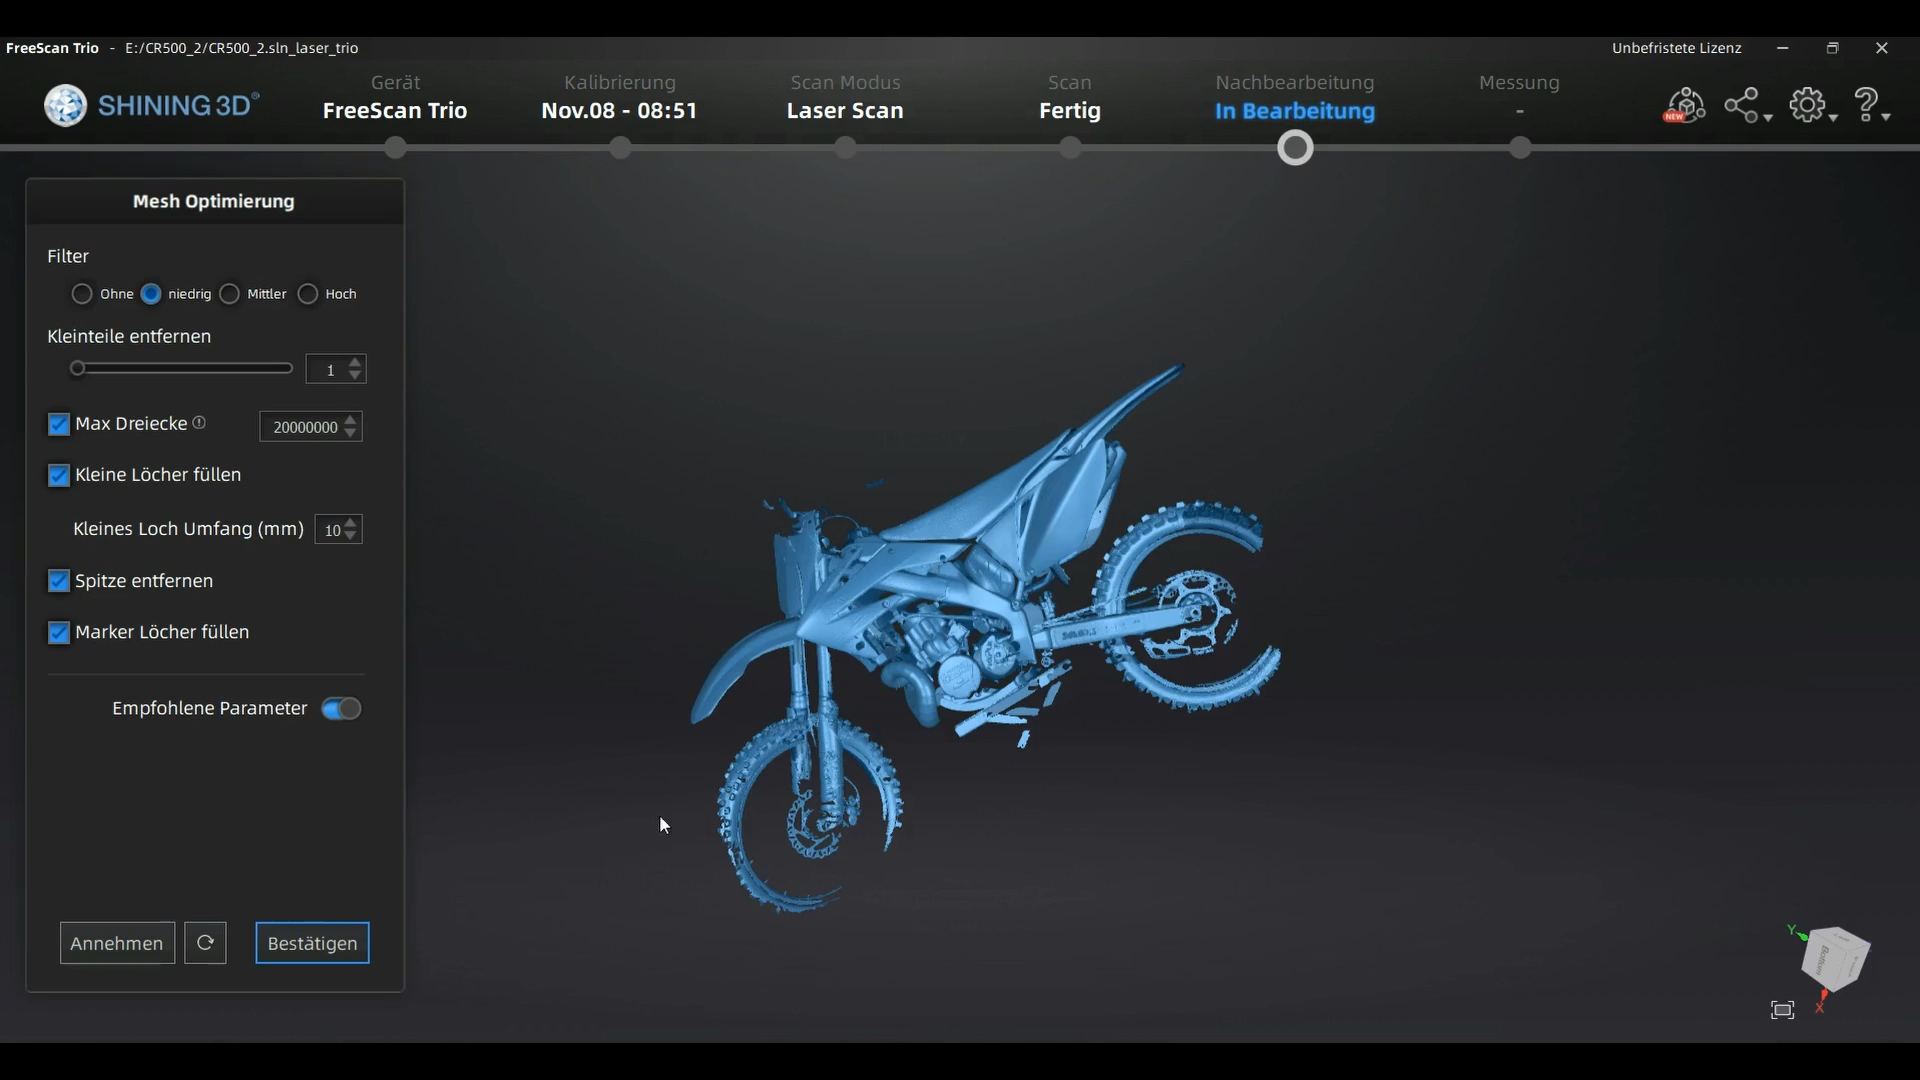 FreeScan Trio - E:/CR500_2/CR500_2.sln_laser_trio
Unbefristete Lizenz
SHINING 3D®
Gerät
FreeScan Trio
Kalibrierung
Nov.08 - 08:51
Scan Modus
Laser Scan
Scan
Fertig
Nachbearbeitung
In Bearbeitung
Messung
-
NEW
?
Mesh Optimierung
Filter
Ohne niedrig Mittler Hoch
Kleinteile entfernen
1
Max Dreiecke 20000000
Kleine Löcher füllen
Kleines Loch Umfang (mm) 10
Spitze entfernen
Marker Löcher füllen
Empfohlene Parameter
Annehmen
Bestätigen
Y
Bottom
X